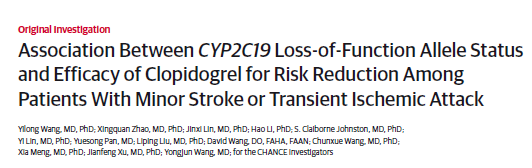 Original Investigation
Association Between CYP2C19 Loss-of-Function Allele Status
and Efficacy of Clopidogrel for Risk Reduction Among
Patients With Minor Stroke or Transient Ischemic Attack
Yilong Wang, MD, PhD; Xingquan Zhao, MD, PhD; Jinxi Lin, MD, PhD; Hao Li, PhD; S. Claiborne Johnston, MD, PhD;
Yi Lin, MD, PhD; Yuesong Pan, MD, PhD; Liping Liu, MD, PhD; David Wang, DO, FAHA, FAAN; Chunxue Wang, MD, PhD;
Xia Meng, MD, PhD; Jianfeng Xu, MD, PhD; Yongjun Wang, MD; for the CHANCE Investigators